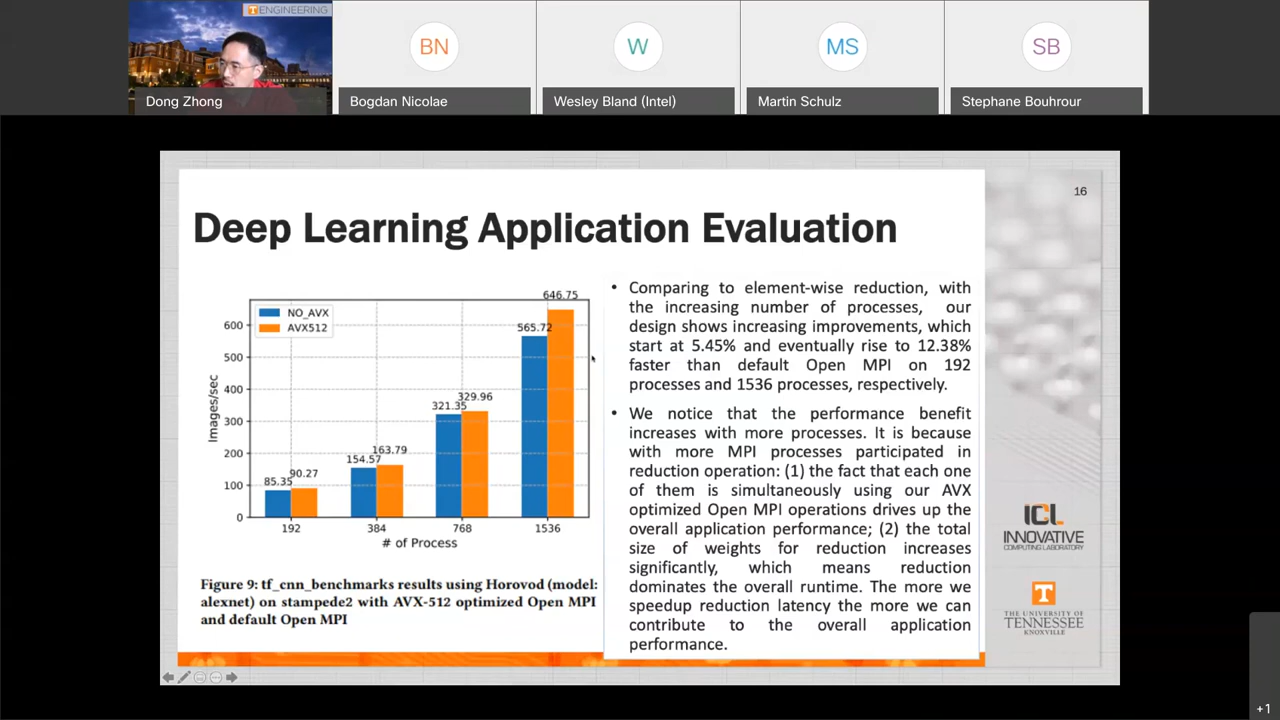 ENGINEERING
BN
W
MS
SB
Dong Zhong
Bogdan Nicolae
Wesley Bland (Intel)
Martin Schulz
Stephane Bouhrour
16
Deep Learning Application Evaluation
NO_AVX
AVX512
Images/sec
600
500
400
300
200
100
0
85.35
90.27
154.57
163.79
321.35
329.96
565.72
646.75
192
384
768
1536
# of Process
Figure 9: tf_cnn_benchmarks results using Horovod (model:
alexnet) on stampede2 with AVX-512 optimized Open MPI
and default Open MPI
• Comparing to element-wise reduction, with
the increasing number of processes, our
design shows increasing improvements, which
start at 5.45% and eventually rise to 12.38%
faster than default Open MPI on 192
processes and 1536 processes, respectively.
• We notice that the performance benefit
increases with more processes. It is because
with more MPI processes participated in
reduction operation: (1) the fact that each one
of them is simultaneously using our AVX
optimized Open MPI operations drives up the
overall application performance; (2) the total
size of weights for reduction increases
significantly, which means reduction
dominates the overall runtime. The more we
speedup reduction latency the more we can
contribute to the overall application
performance.
ICL
INNOVATIVE
COMPUTING LABORATORY
T
THE UNIVERSITY OF
TENNESSEE
KNOXVILLE
+1